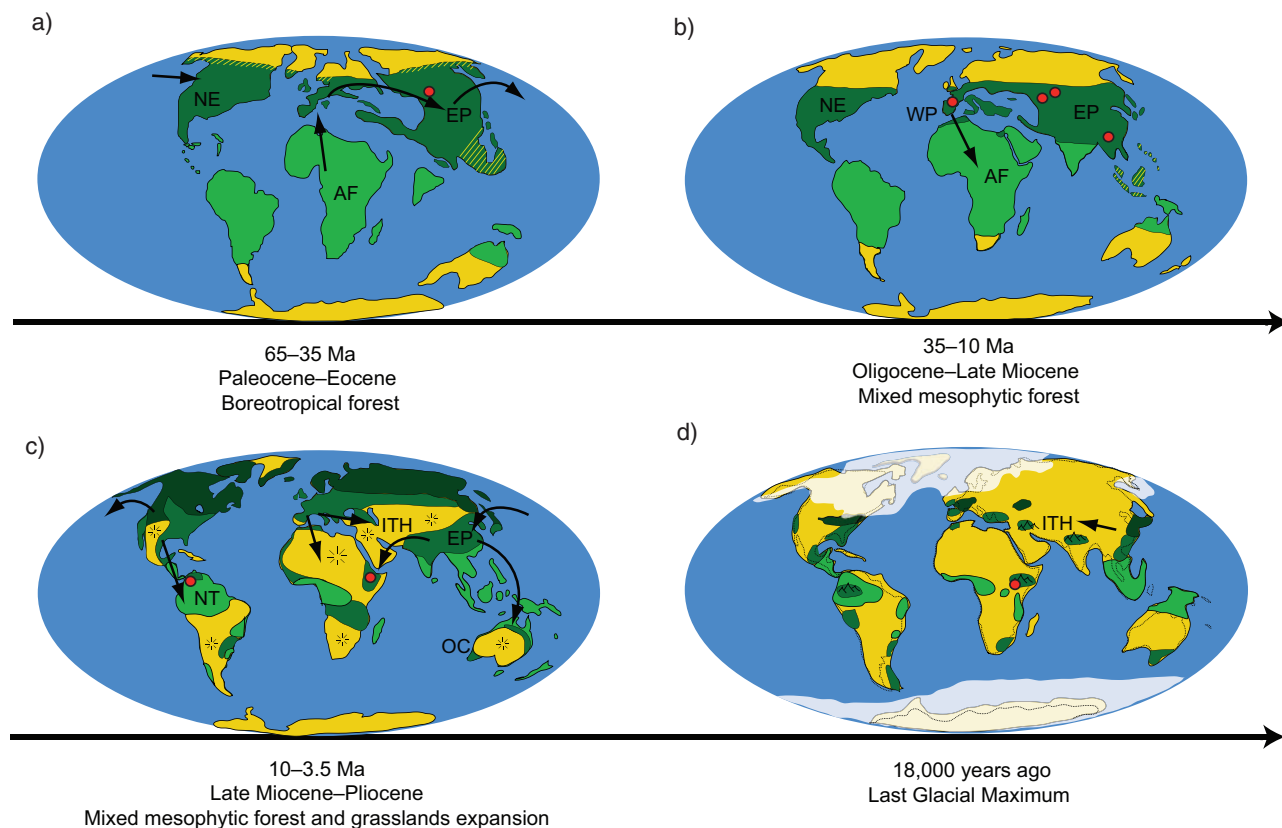 a)
b)
NE
EP
AF
NE
WP
EP
AF
65–35 Ma
Paleocene–Eocene
Boreotropical forest
35–10 Ma
Oligocene–Late Miocene
Mixed mesophytic forest
c)
d)
ITH
EP
NT
OC
ITH
10–3.5 Ma
Late Miocene–Pliocene
Mixed mesophytic forest and grasslands expansion
18,000 years ago
Last Glacial Maximum